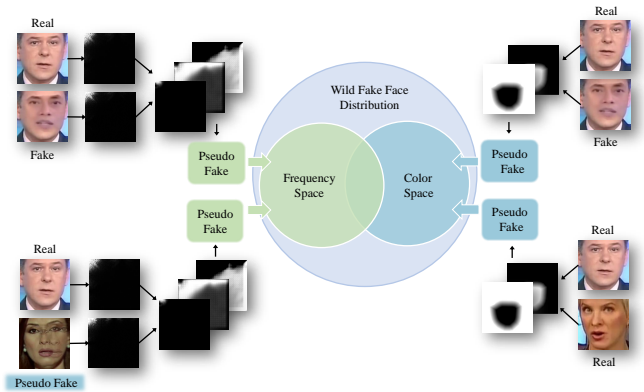 Real
Fake
Pseudo
Fake
Pseudo
Fake
Real
Pseudo Fake
Wild Fake Face
Distribution
Frequency
Space
Color
Space
Real
Fake
Pseudo
Fake
Pseudo
Fake
Real
Real